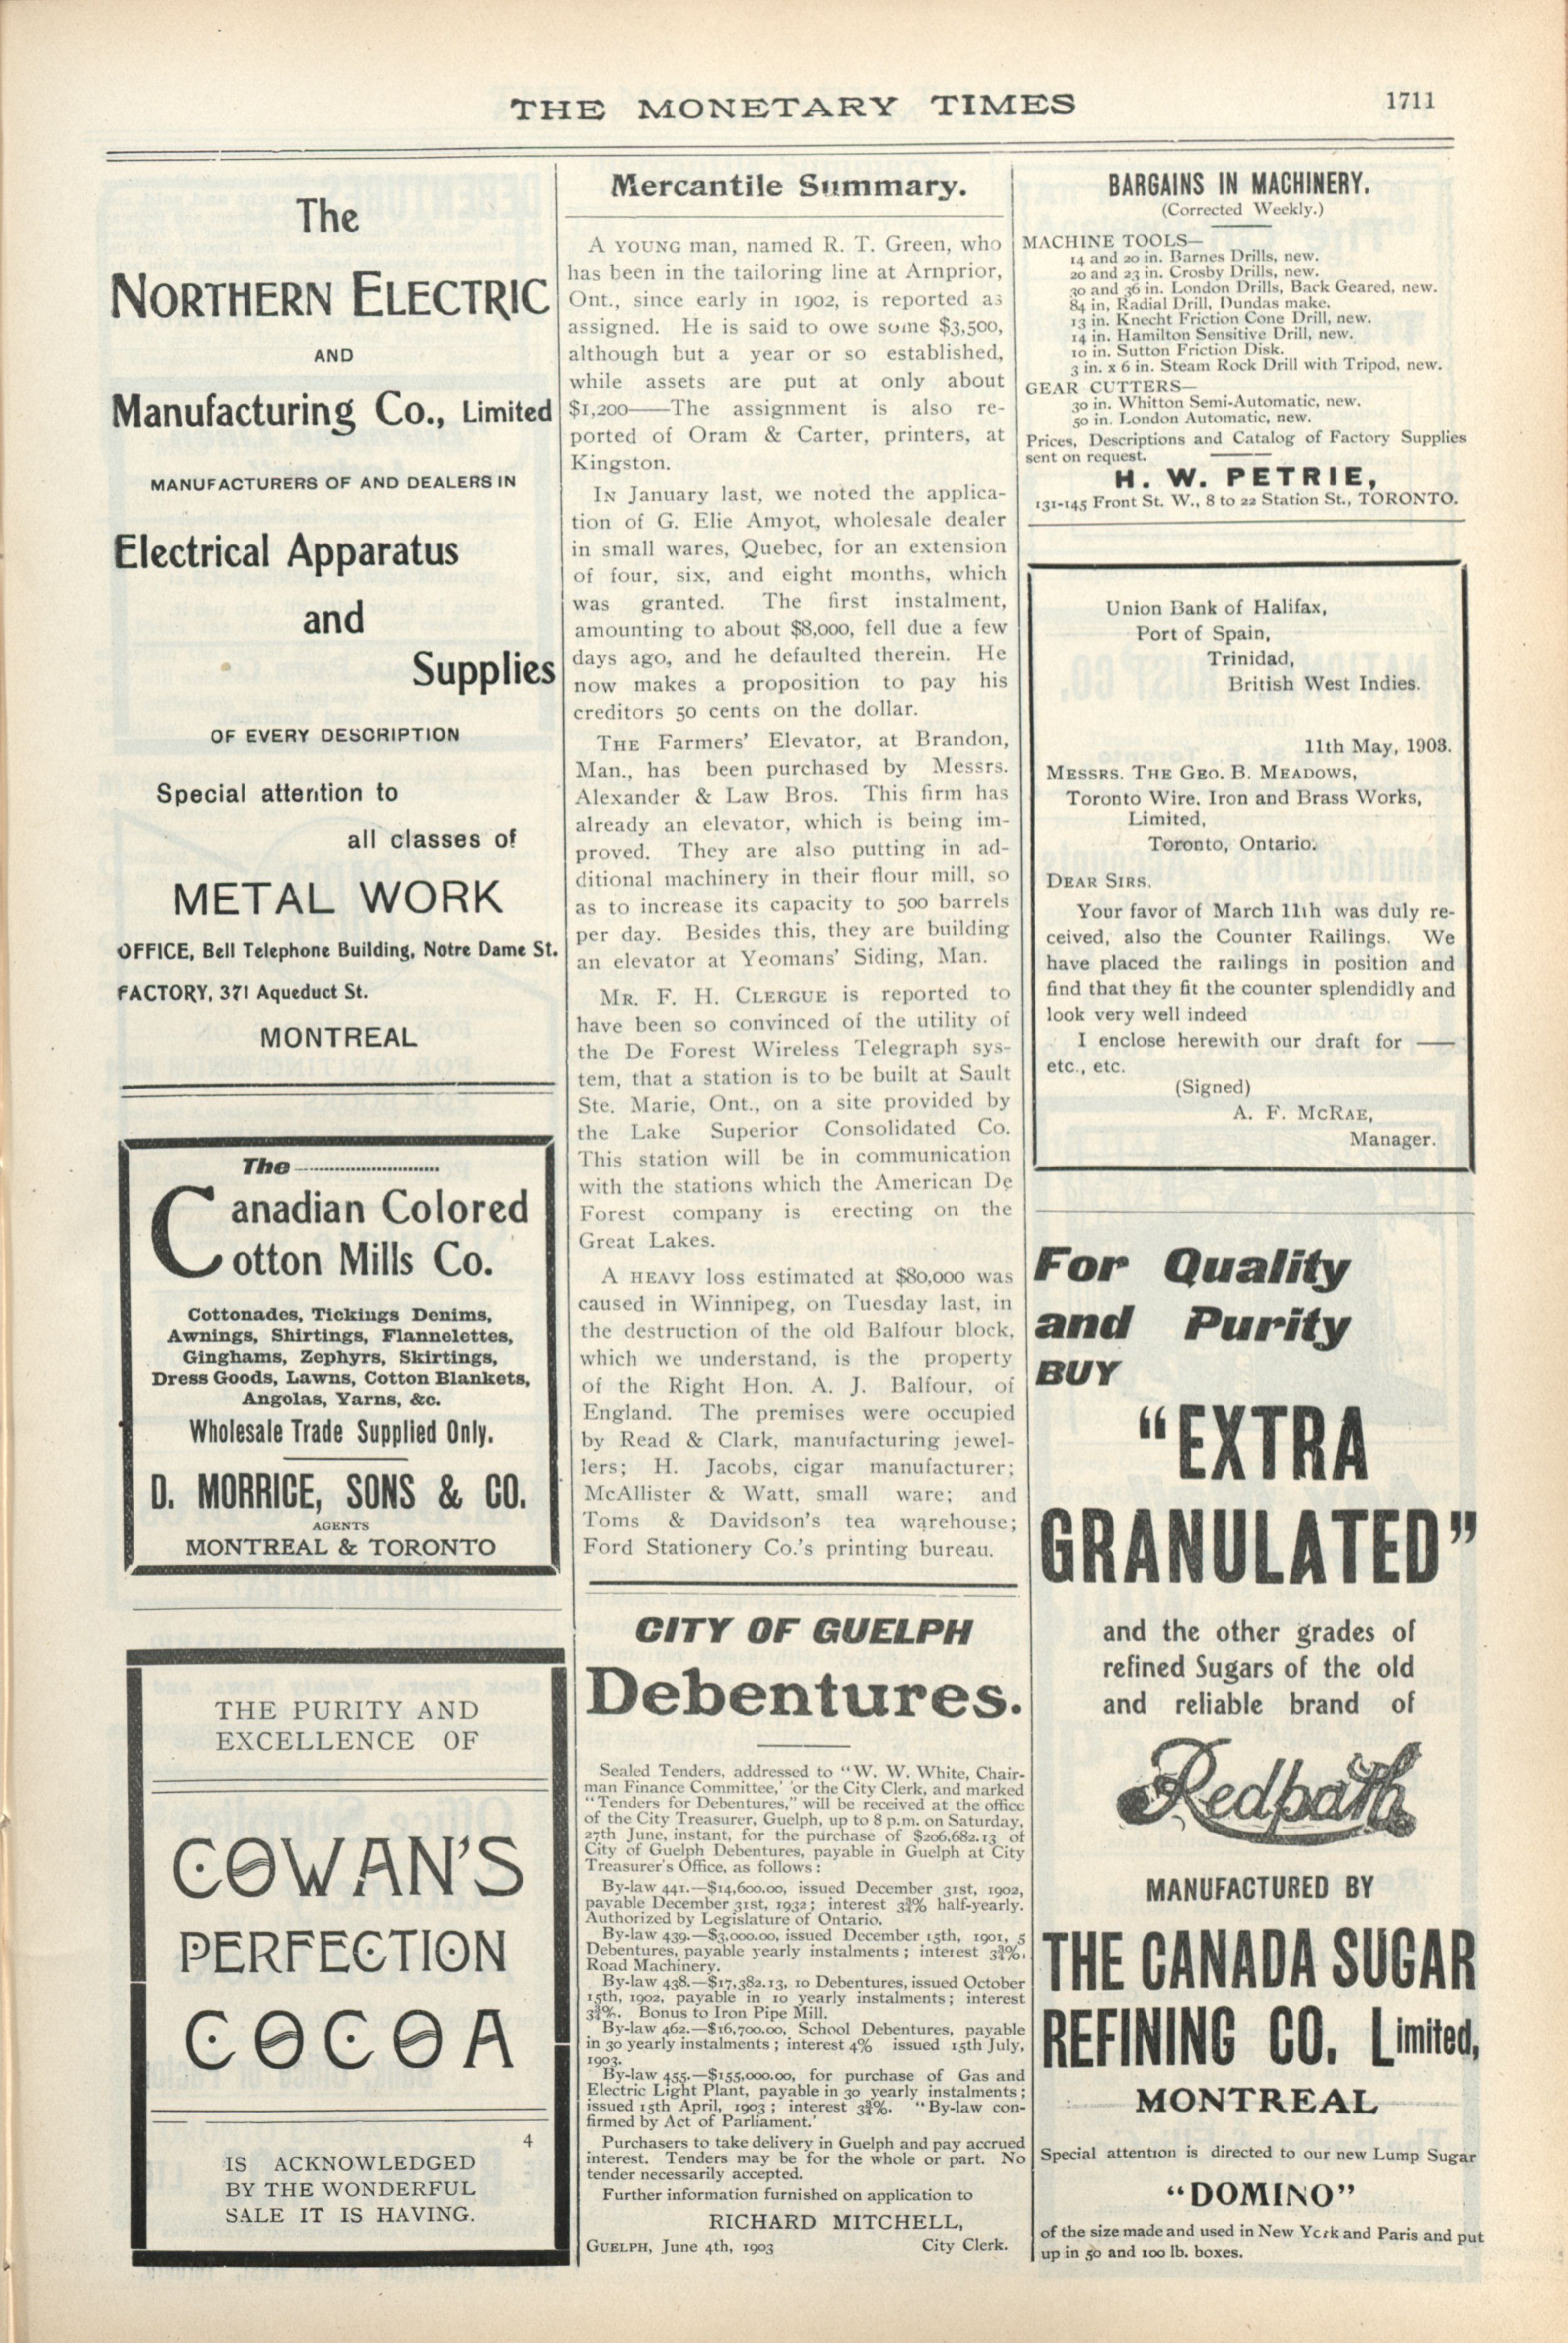 THE MONETARY TIMES
1711
The
NORTHERN ELECTRIC
AND
Manufacturing Co., Limited
MANUFACTURERS OF AND DEALERS IN
Electrical Apparatus
and
Supplies
OF EVERY DESCRIPTION
Special attention to
all classes of
METAL WORK
OFFICE, Bell Telephone Building, Notre Dame St.
FACTORY, 371 Aqueduct St.
MONTREAL
The
Canadian Colored
Cotton Mills Co.
Cottonades, Tickings Denims,
Awnings, Shirtings, Flannelettes,
Ginghams, Zephyrs, Skirtings,
Dress Goods, Lawns, Cotton Blankets,
Angolas, Yarns, &c.
Wholesale Trade Supplied Only.
D. MORRICE, SONS & CO.
AGENTS
MONTREAL & TORONTO
THE PURITY AND
EXCELLENCE OF
COWAN'S
PERFECTION
COCOA
4
IS ACKNOWLEDGED
BY THE WONDERFUL
SALE IT IS HAVING.
Mercantile Summary.
A YOUNG man, named R. T. Green, who
has been in the tailoring line at Arnprior,
Ont., since early in 1902, is reported as
assigned. He is said to owe some $3,500,
although but a year or so established,
while assets are put at only about
$1,200——The assignment is also re-
ported of Oram & Carter, printers, at
Kingston.
IN January last, we noted the applica-
tion of G. Elie Amyot, wholesale dealer
in small wares, Quebec, for an extension
of four, six, and eight months, which
was granted. The first instalment,
amounting to about $8,000, fell due a few
days ago, and he defaulted therein. He
now makes a proposition to pay his
creditors 50 cents on the dollar.
THE Farmers' Elevator, at Brandon,
Man., has been purchased by Messrs.
Alexander & Law Bros. This firm has
already an elevator, which is being im-
proved. They are also putting in ad-
ditional machinery in their flour mill, so
as to increase its capacity to 500 barrels
per day. Besides this, they are building
an elevator at Yeomans' Siding, Man.
MR. F. H. CLERGUE is reported to
have been so convinced of the utility of
the De Forest Wireless Telegraph sys-
tem, that a station is to be built at Sault
Ste. Marie, Ont., on a site provided by
the Lake Superior Consolidated Co.
This station will be in communication
with the stations which the American De
Forest company is erecting on the
Great Lakes.
A HEAVY loss estimated at $80,000 was
caused in Winnipeg, on Tuesday last, in
the destruction of the old Balfour block,
which we understand, is the property
of the Right Hon. A. J. Balfour, of
England. The premises were occupied
by Read & Clark, manufacturing jewel-
lers; H. Jacobs, cigar manufacturer;
McAllister & Watt, small ware; and
Toms & Davidson's tea warehouse;
Ford Stationery Co.'s printing bureau.
CITY OF GUELPH
Debentures.
Sealed Tenders, addressed to "W. W. White, Chair-
man Finance Committee,' 'or the City Clerk, and marked
"Tenders for Debentures," will be received at the office
of the City Treasurer, Guelph, up to 8 p.m. on Saturday,
27th June, instant, for the purchase of $206,682.13 of
City of Guelph Debentures, payable in Guelph at City
Treasurer's Office, as follows:
By-law 441.—$14,600.00, issued December 31st, 1902,
payable December 31st, 1932; interest 3¾% half-yearly.
Authorized by Legislature of Ontario.
By-law 439.—$3,000.00, issued December 15th, 1901, 5
Debentures, payable yearly instalments; interest 3¾%,
Road Machinery.
By-law 438.—$17,382.13, 10 Debentures, issued October
15th, 1902, payable in 10 yearly instalments; interest
3¾%. Bonus to Iron Pipe Mill.
By-law 462.—$16,700.00, School Debentures, payable
in 30 yearly instalments; interest 4% issued 15th July,
1903.
By-law 455.—$155,000.00, for purchase of Gas and
Electric Light Plant, payable in 30 yearly instalments;
issued 15th April, 1903; interest 3¾%. "By-law con-
firmed by Act of Parliament.'
Purchasers to take delivery in Guelph and pay accrued
interest. Tenders may be for the whole or part. No
tender necessarily accepted.
Further information furnished on application to
RICHARD MITCHELL,
GUELPH, June 4th, 1903 City Clerk.
BARGAINS IN MACHINERY.
(Corrected Weekly.)
MACHINE TOOLS—
14 and 20 in. Barnes Drills, new.
20 and 23 in. Crosby Drills, new.
30 and 36 in. London Drills, Back Geared, new.
84 in, Radial Drill, Dundas make.
13 in. Knecht Friction Cone Drill, new.
14 in. Hamilton Sensitive Drill, new.
10 in. Sutton Friction Disk.
3 in. x 6 in. Steam Rock Drill with Tripod, new.
GEAR CUTTERS—
30 in. Whitton Semi-Automatic, new.
50 in. London Automatic, new.
Prices, Descriptions and Catalog of Factory Supplies
sent on request.
H. W. PETRIE,
131-145 Front St. W., 8 to 22 Station St., TORONTO.
Union Bank of Halifax,
Port of Spain,
Trinidad,
British West Indies.
11th May, 1903.
MESSRS. THE GEO. B. MEADOWS,
Toronto Wire, Iron and Brass Works,
Limited,
Toronto, Ontario.
DEAR SIRS,
Your favor of March 11th was duly re-
ceived, also the Counter Railings. We
have placed the railings in position and
find that they fit the counter splendidly and
look very well indeed
I enclose herewith our draft for ——
etc., etc.
(Signed)
A. F. MCRAE,
Manager.
For Quality
and Purity
BUY
"EXTRA
GRANULATED"
and the other grades of
refined Sugars of the old
and reliable brand of
Redpath
MANUFACTURED BY
THE CANADA SUGAR
REFINING CO. Limited,
MONTREAL
Special attention is directed to our new Lump Sugar
"DOMINO"
of the size made and used in New York and Paris and put
up in 50 and 100 lb. boxes.